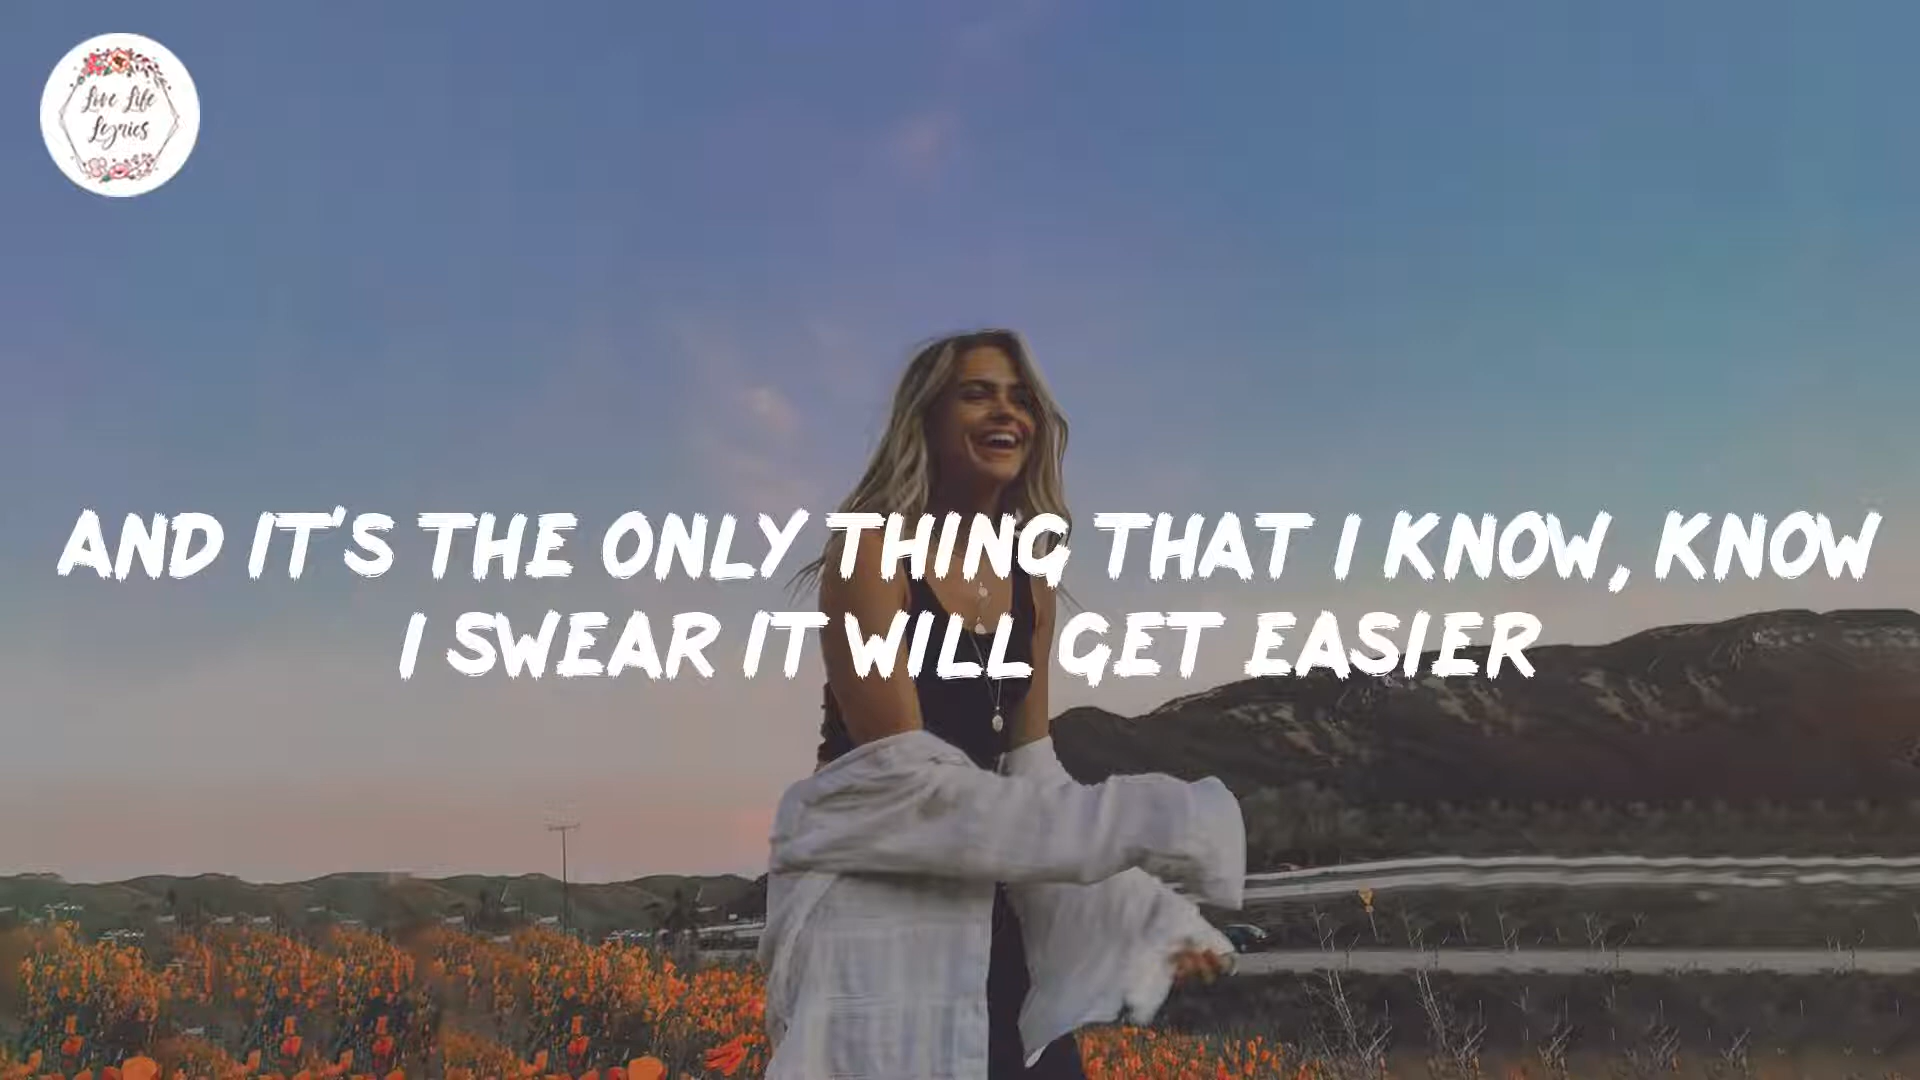 Love Life
Lyrics
AND IT'S THE ONLY THING THAT I KNOW, KNOW
I SWEAR IT WILL GET EASIER